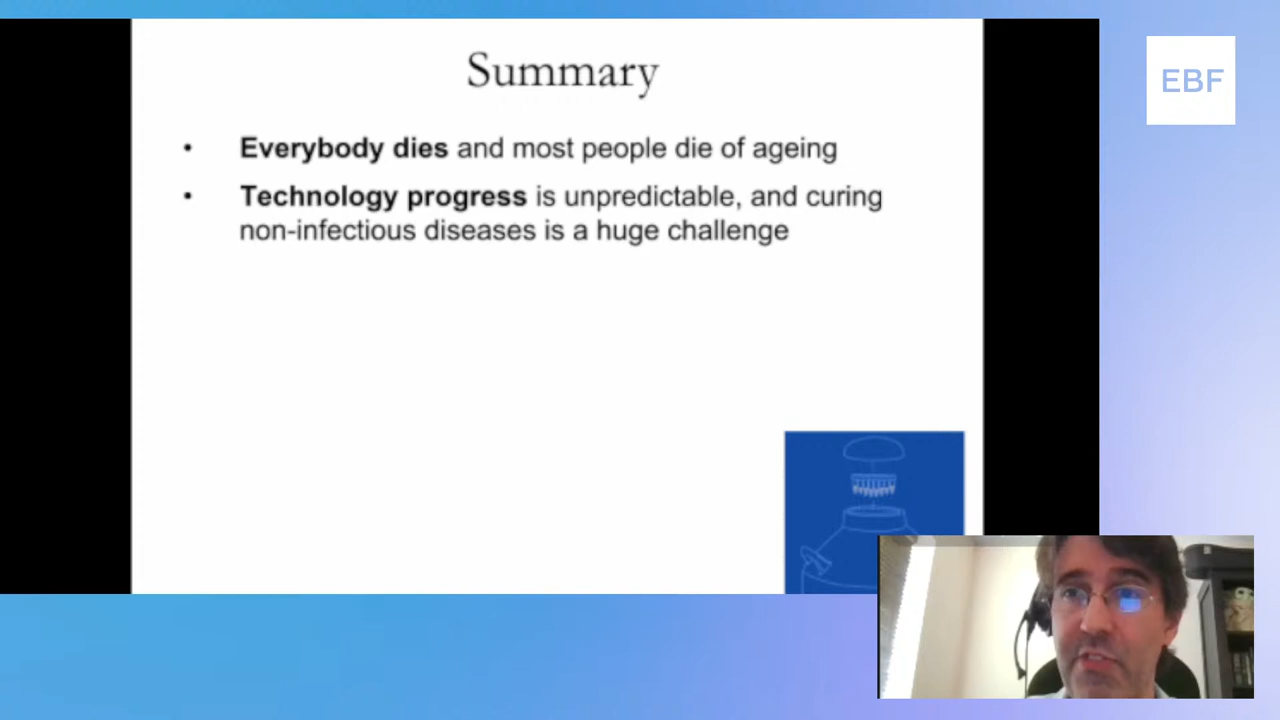 Summary
EBF
• Everybody dies and most people die of ageing
• Technology progress is unpredictable, and curing
non-infectious diseases is a huge challenge